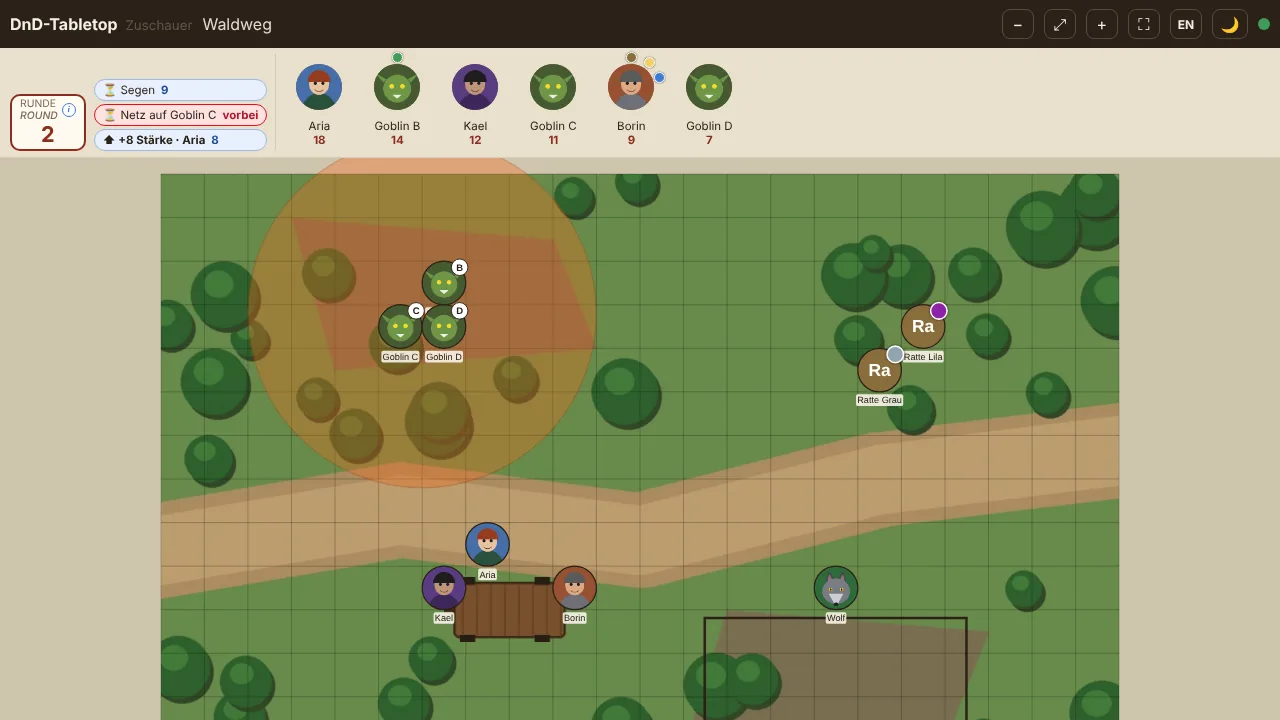 DnD-Tabletop Zuschauer Waldweg
− + EN
RUNDE
ROUND
i
2
Segen 9
Netz auf Goblin C vorbei
+8 Stärke · Aria 8
Aria
18
Goblin B
14
Kael
12
Goblin C
11
Borin
9
Goblin D
7
B
C
D
Goblin C
Goblin D
Ra
Ratte Lila
Ra
Ratte Grau
Aria
Kael
Borin
Wolf